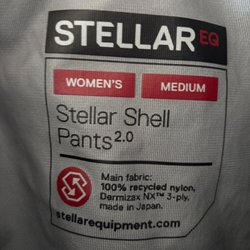 STELLAR EQ
WOMEN'S MEDIUM
Stellar Shell
Pants 2.0
Main fabric:
100% recycled nylon,
Dermizax NX™ 3-ply,
made in Japan.
stellarequipment.com